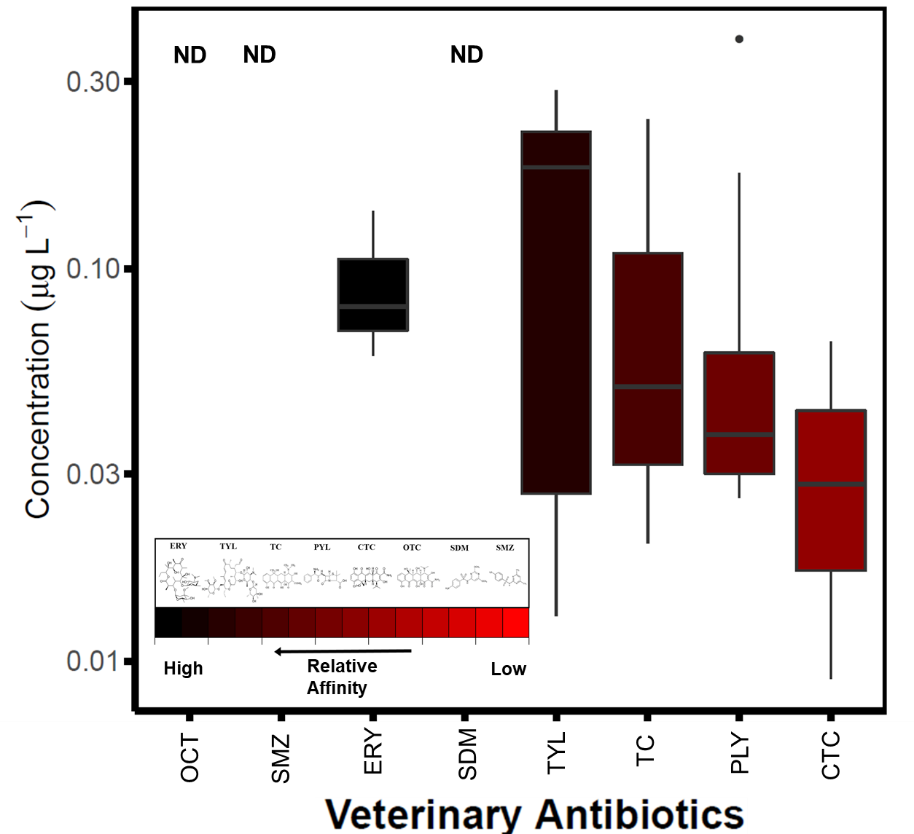 ND ND ND
0.30
0.10
0.03
0.01
Concentration (μg L⁻¹)
ERY TYL TC PYL CTC OTC SDM SMZ
High Relative Affinity Low
OCT SMZ ERY SDM TYL TC PLY CTC
Veterinary Antibiotics